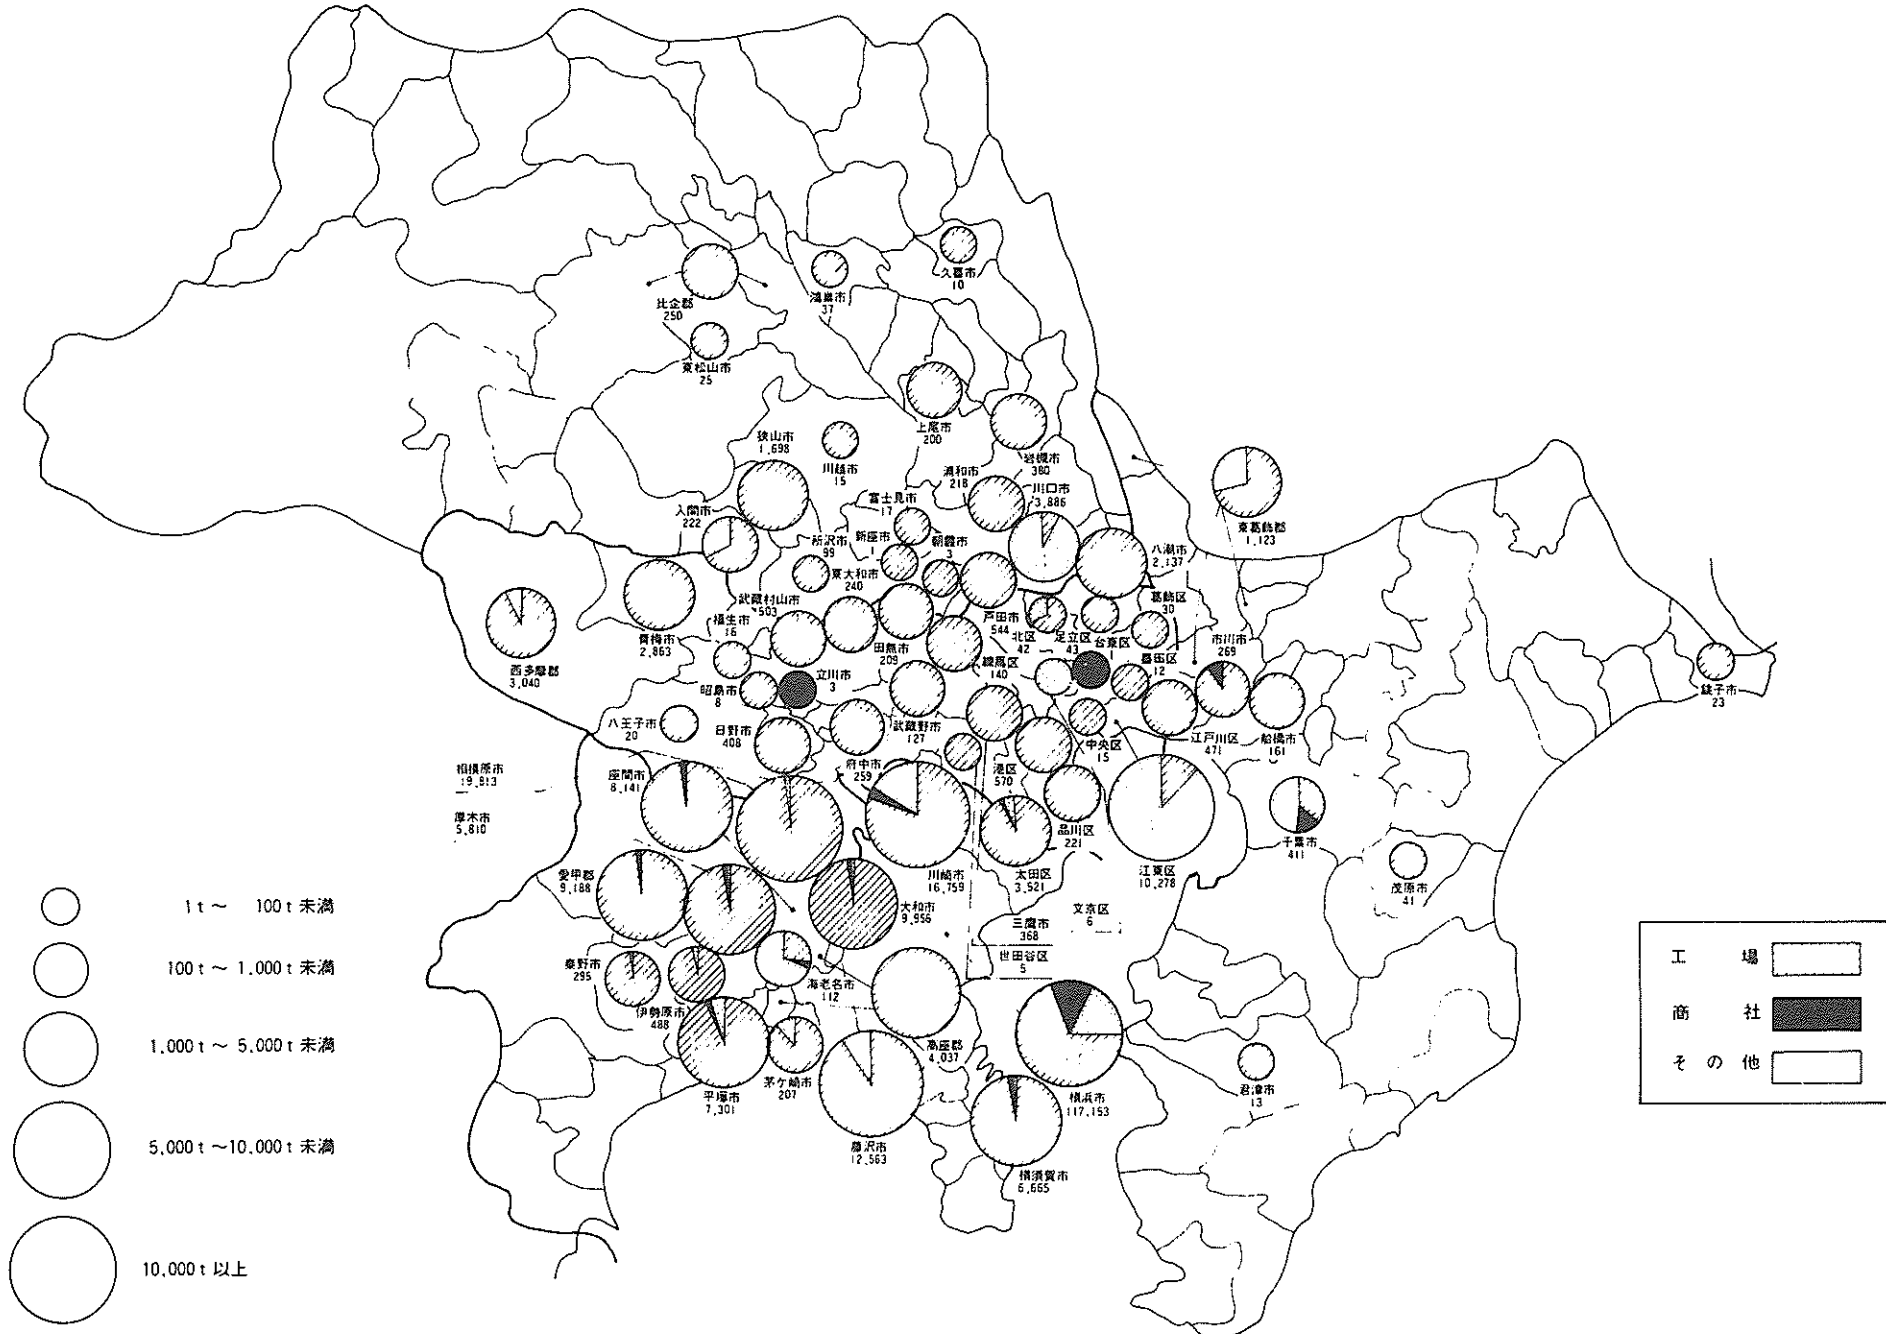 久喜市
10
比企郡
250
鴻巣市
37
東松山市
25
上尾市
200
狭山市
1,698
川越市
15
岩槻市
380
浦和市
218
川口市
3,886
富士見市
17
入間市
222
所沢市
99
新座市
1
朝霞市
3
東葛飾郡
1,123
八潮市
2,137
東大和市
240
武蔵村山市
503
葛飾区
30
福生市
16
戸田市
544
北区
42
足立区
43
台東区
青梅市
2,863
田無市
209
練馬区
140
墨田区
12
市川市
269
西多摩郡
3,040
立川市
3
昭島市
8
銚子市
23
八王子市
20
日野市
408
武蔵野市
127
中央区
15
江戸川区
471
船橋市
161
府中市
259
港区
570
相模原市
19,813
座間市
8,141
厚木市
5,810
品川区
221
千葉市
411
愛甲郡
9,188
川崎市
16,759
太田区
3,521
江東区
10,278
茂原市
41
大和市
9,956
文京区
6
三鷹市
368
世田谷区
5
秦野市
295
海老名市
112
伊勢原市
488
高座郡
4,037
平塚市
7,301
茅ケ崎市
207
藤沢市
12,563
横浜市
117,153
君津市
13
横須賀市
6,665
1t～ 100t未満
100t～1,000t未満
1,000t～5,000t未満
5,000t～10,000t未満
10,000t以上
工場
商社
その他